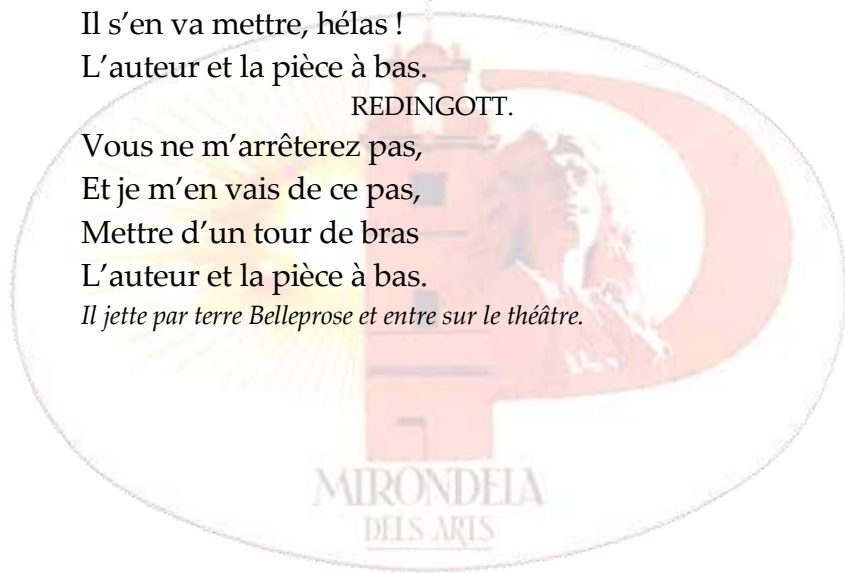 Il s’en va mettre, hélas !
L’auteur et la pièce à bas.
REDINGOTT.
Vous ne m’arrêterez pas,
Et je m’en vais de ce pas,
Mettre d’un tour de bras
L’auteur et la pièce à bas.
Il jette par terre Belleprose et entre sur le théâtre.
MIRONDELA
DELS ARTS